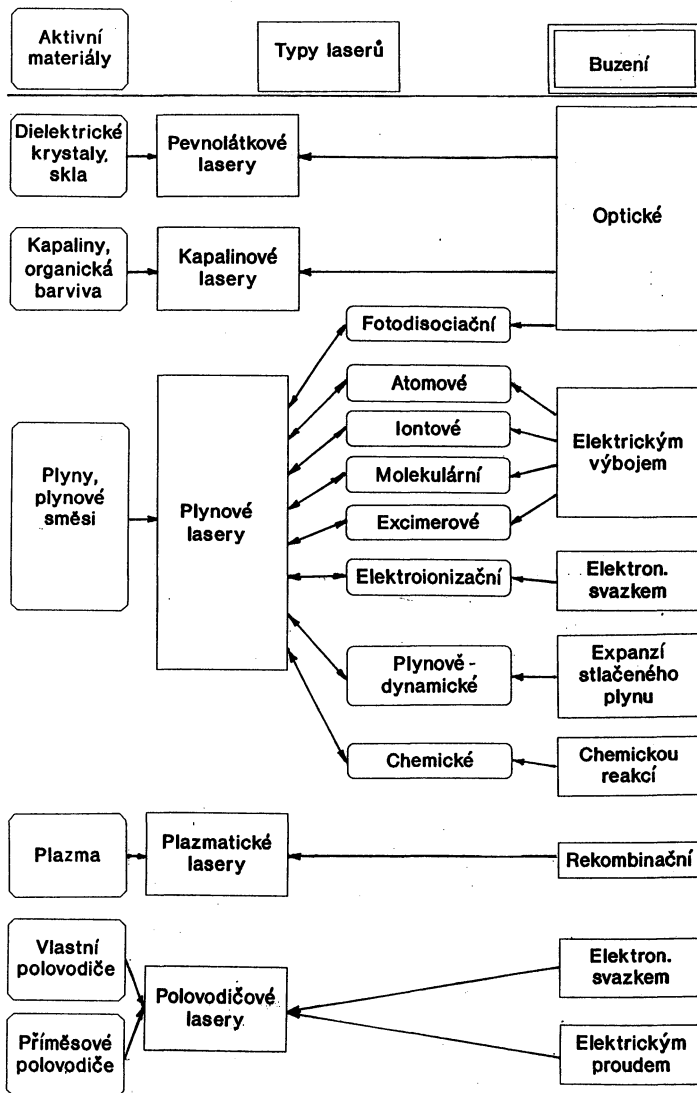 Aktivní
materiály
Typy laserů
Buzení
Dielektrické
krystaly,
skla
Pevnolátkové
lasery
Optické
Kapaliny,
organická
barviva
Kapalinové
lasery
Fotodisociační
Plyny,
plynové
směsi
Plynové
lasery
Atomové
Iontové
Molekulární
Excimerové
Elektrickým
výbojem
Elektroionizační
Elektron.
svazkem
Plynově -
dynamické
Expanzí
stlačeného
plynu
Chemické
Chemickou
reakcí
Plazma
Plazmatické
lasery
Rekombinační
Vlastní
polovodiče
Příměsové
polovodiče
Polovodičové
lasery
Elektron.
svazkem
Elektrickým
proudem